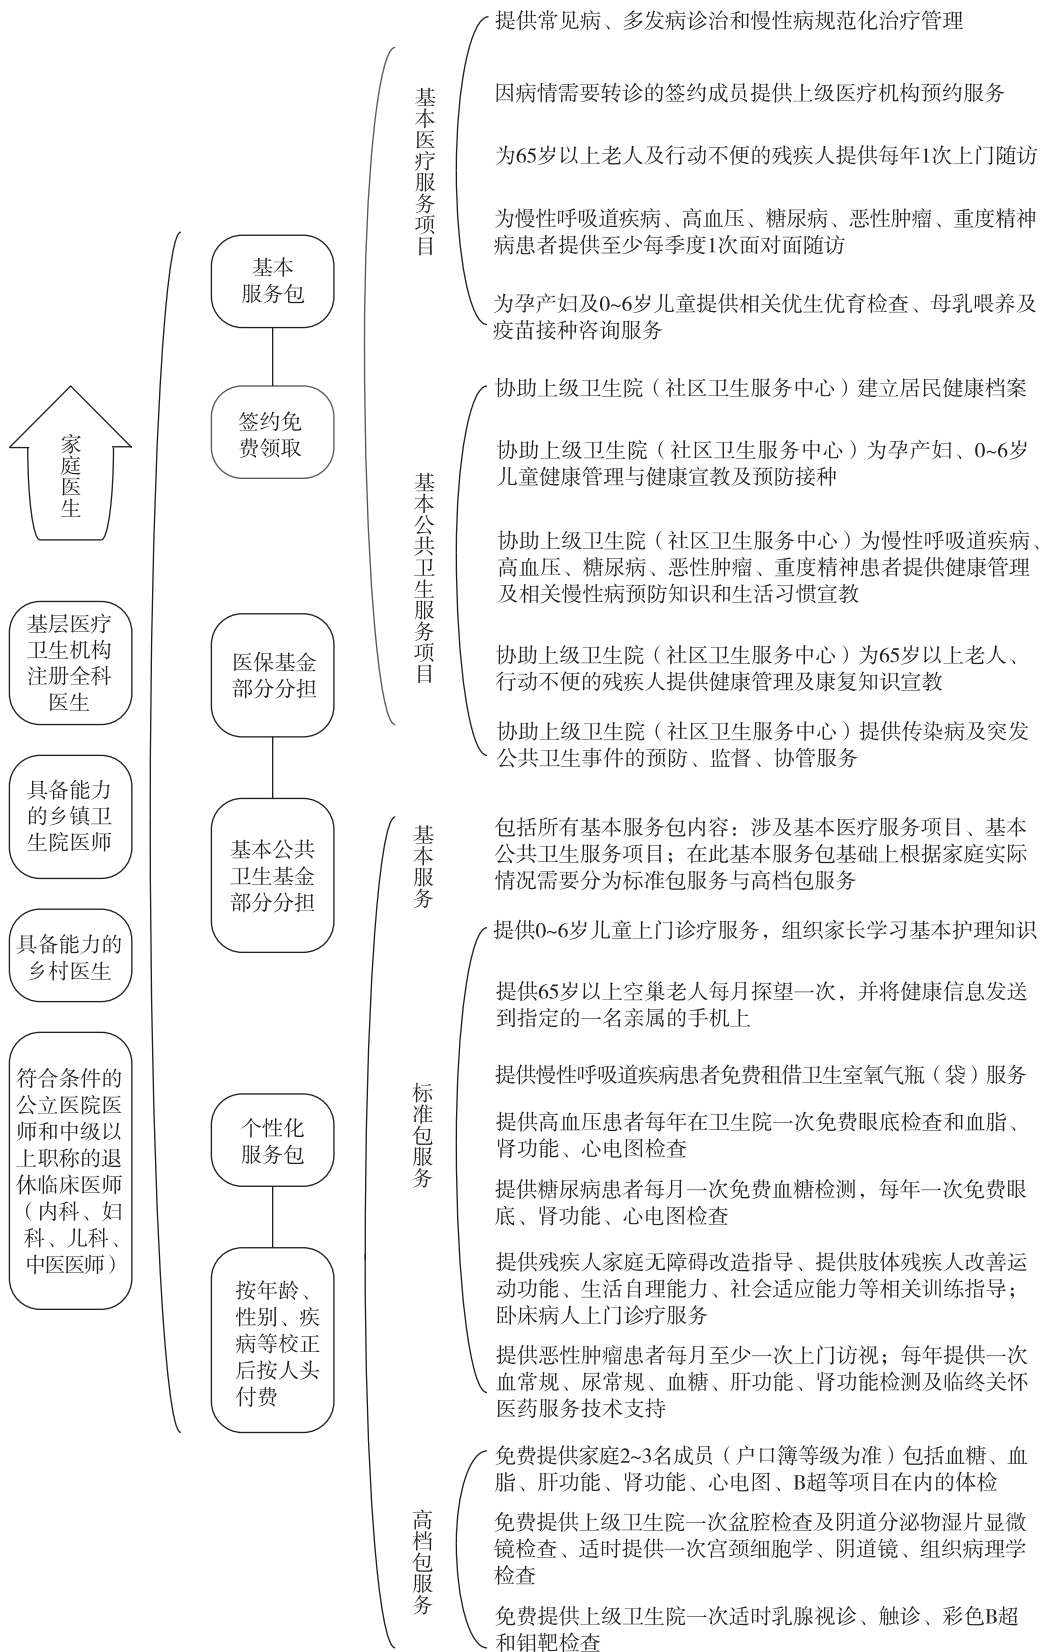 家庭医生
基层医疗
卫生机构
注册全科
医生
具备能力
的乡镇卫
生院医师
具备能力的
乡村医生
符合条件的
公立医院医
师和中级以
上职称的退
休临床医师
（内科、妇
科、儿科、
中医医师）
基本
服务包
签约免
费领取
医保基金
部分分担
基本公共
卫生基金
部分分担
个性化
服务包
按年龄、
性别、疾
病等校正
后按人头
付费
基本医疗服务项目
提供常见病、多发病诊治和慢性病规范化治疗管理
因病情需要转诊的签约成员提供上级医疗机构预约服务
为65岁以上老人及行动不便的残疾人提供每年1次上门随访
为慢性呼吸道疾病、高血压、糖尿病、恶性肿瘤、重度精神
病患者提供至少每季度1次面对面随访
为孕产妇及0~6岁儿童提供相关优生优育检查、母乳喂养及
疫苗接种咨询服务
基本公共卫生服务项目
协助上级卫生院（社区卫生服务中心）建立居民健康档案
协助上级卫生院（社区卫生服务中心）为孕产妇、0~6岁
儿童健康管理与健康宣教及预防接种
协助上级卫生院（社区卫生服务中心）为慢性呼吸道疾病、
高血压、糖尿病、恶性肿瘤、重度精神患者提供健康管理
及相关慢性病预防知识和生活习惯宣教
协助上级卫生院（社区卫生服务中心）为65岁以上老人、
行动不便的残疾人提供健康管理及康复知识宣教
协助上级卫生院（社区卫生服务中心）提供传染病及突发
公共卫生事件的预防、监督、协管服务
基本服务
包括所有基本服务包内容：涉及基本医疗服务项目、基本
公共卫生服务项目；在此基本服务包基础上根据家庭实际
情况需要分为标准包服务与高档包服务
标准包服务
提供0~6岁儿童上门诊疗服务，组织家长学习基本护理知识
提供65岁以上空巢老人每月探望一次，并将健康信息发送
到指定的一名亲属的手机上
提供慢性呼吸道疾病患者免费租借卫生室氧气瓶（袋）服务
提供高血压患者每年在卫生院一次免费眼底检查和血脂、
肾功能、心电图检查
提供糖尿病患者每月一次免费血糖检测，每年一次免费眼
底、肾功能、心电图检查
提供残疾人家庭无障碍改造指导、提供肢体残疾人改善运
动功能、生活自理能力、社会适应能力等相关训练指导；
卧床病人上门诊疗服务
提供恶性肿瘤患者每月至少一次上门访视；每年提供一次
血常规、尿常规、血糖、肝功能、肾功能检测及临终关怀
医药服务技术支持
高档包服务
免费提供家庭2~3名成员（户口簿等级为准）包括血糖、血
脂、肝功能、肾功能、心电图、B超等项目在内的体检
免费提供上级卫生院一次盆腔检查及阴道分泌物湿片显微
镜检查、适时提供一次宫颈细胞学、阴道镜、组织病理学
检查
免费提供上级卫生院一次适时乳腺视诊、触诊、彩色B超
和钼靶检查